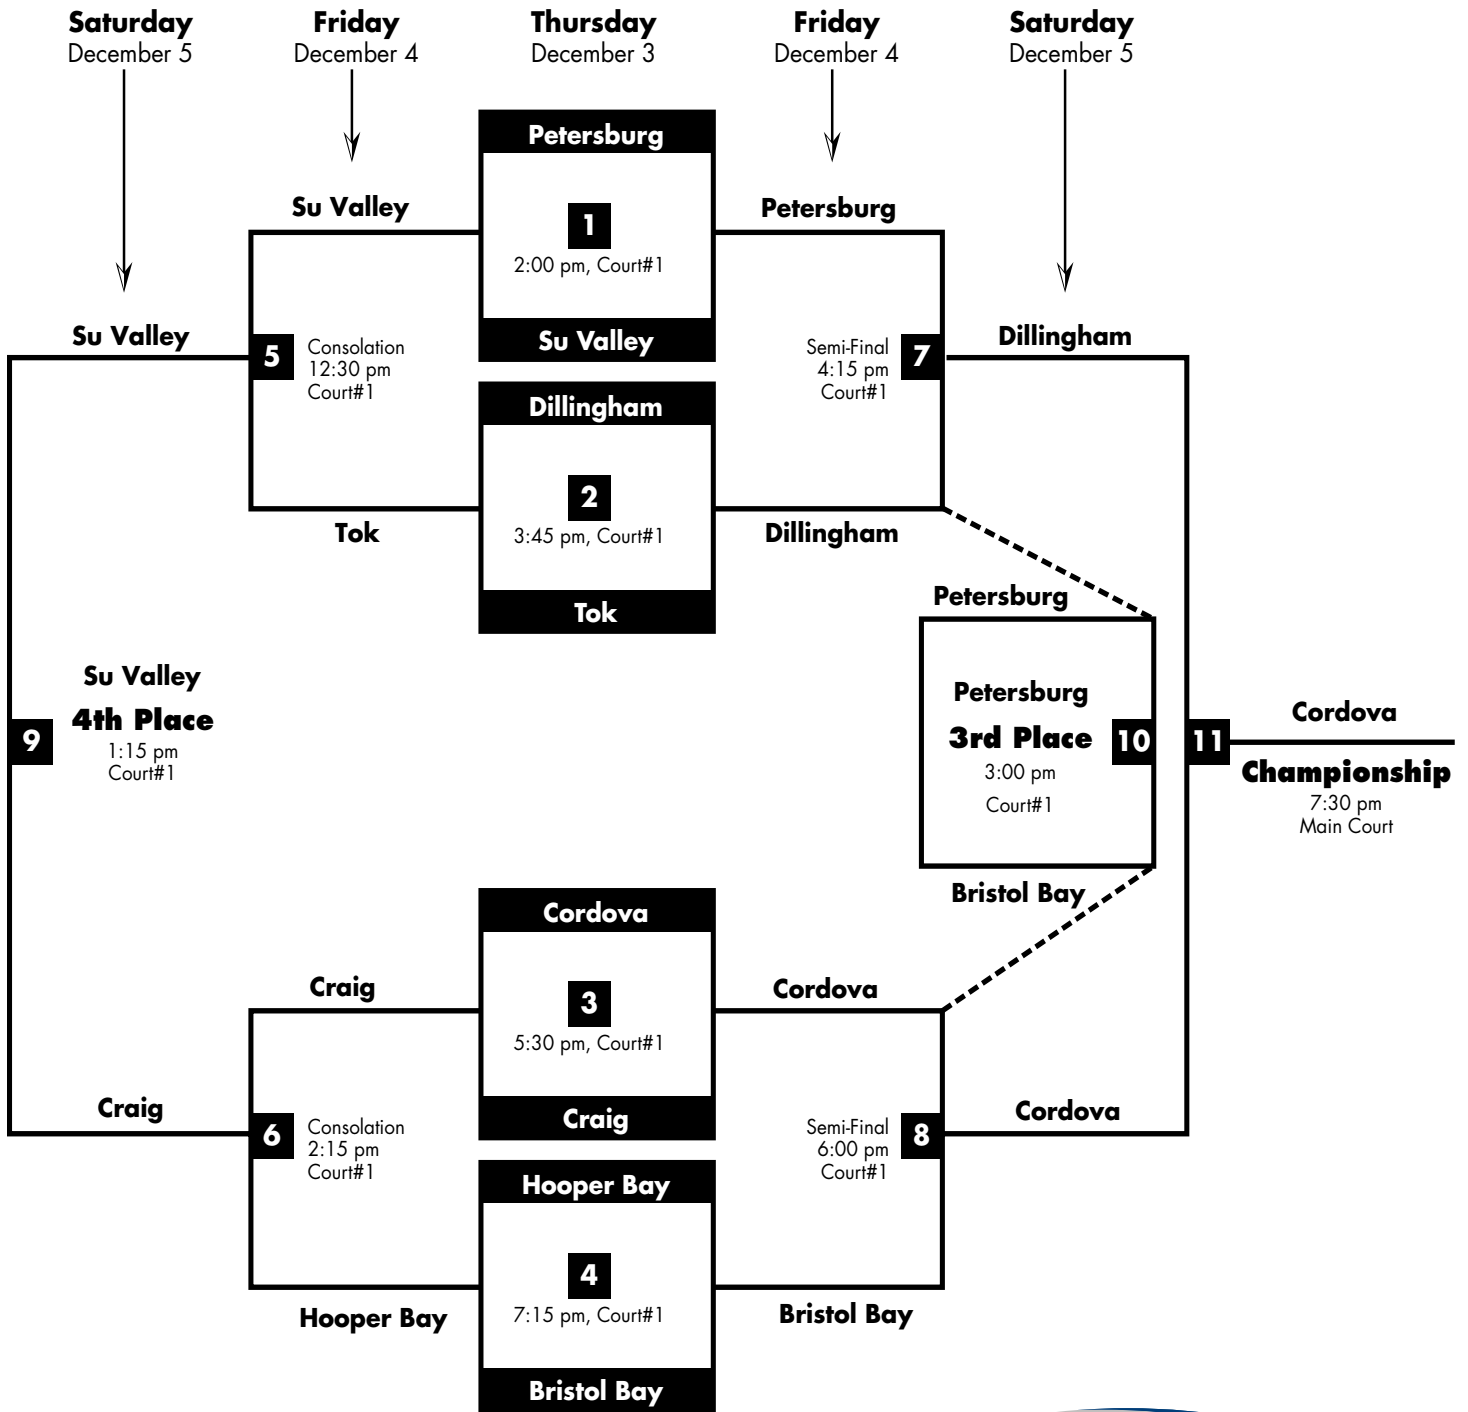 Saturday
December 5
Friday
December 4
Thursday
December 3
Friday
December 4
Saturday
December 5
Petersburg
1
2:00 pm, Court#1
Su Valley
Su Valley
Petersburg
Su Valley
5
Consolation
12:30 pm
Court#1
Semi-Final
4:15 pm
Court#1
7
Dillingham
Dillingham
2
3:45 pm, Court#1
Tok
Tok
Dillingham
Petersburg
Su Valley
4th Place
1:15 pm
Court#1
9
Petersburg
3rd Place
3:00 pm
Court#1
10
11
Cordova
Championship
7:30 pm
Main Court
Bristol Bay
Cordova
3
5:30 pm, Court#1
Craig
Craig
Cordova
Craig
6
Consolation
2:15 pm
Court#1
Semi-Final
6:00 pm
Court#1
8
Cordova
Hooper Bay
4
7:15 pm, Court#1
Bristol Bay
Hooper Bay
Bristol Bay